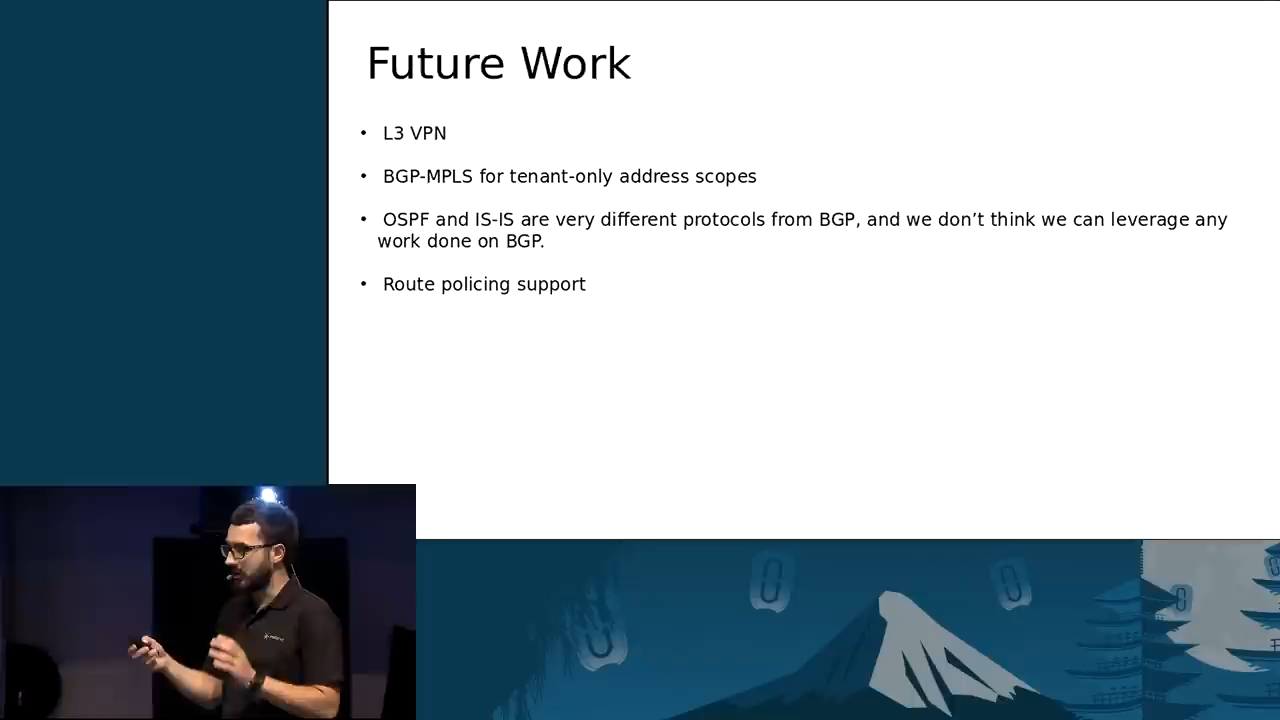 Future Work
• L3 VPN
• BGP-MPLS for tenant-only address scopes
• OSPF and IS-IS are very different protocols from BGP, and we don’t think we can leverage any
work done on BGP.
• Route policing support